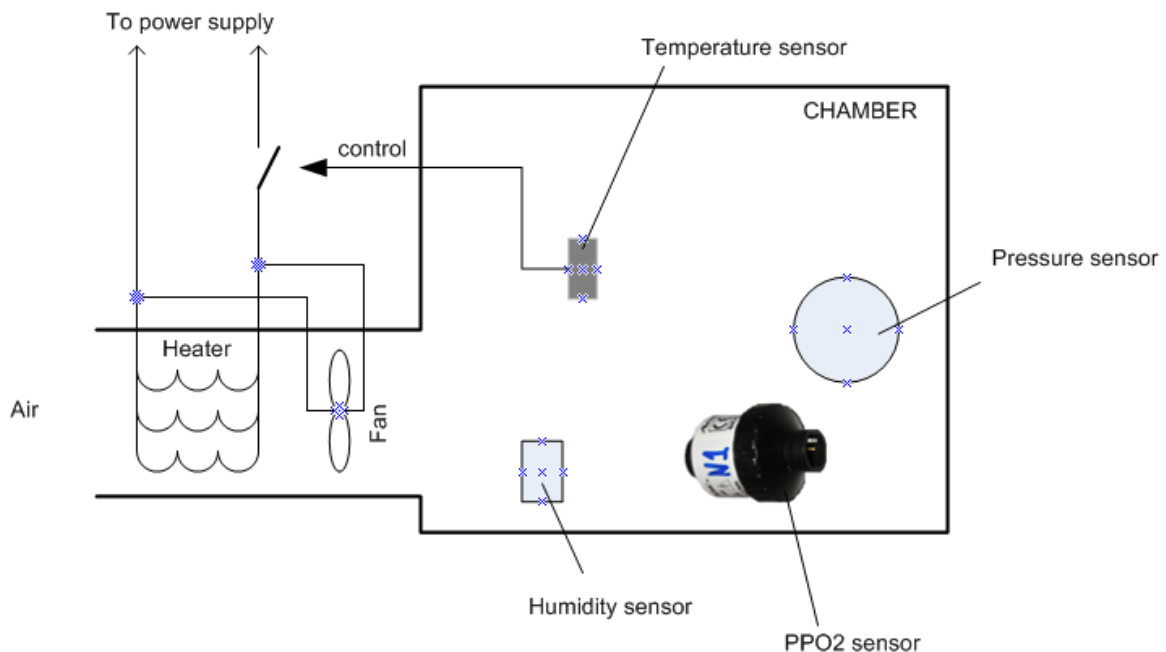 To power supply
Temperature sensor
CHAMBER
control
Pressure sensor
Heater
Air
Fan
N1
Humidity sensor
PPO2 sensor